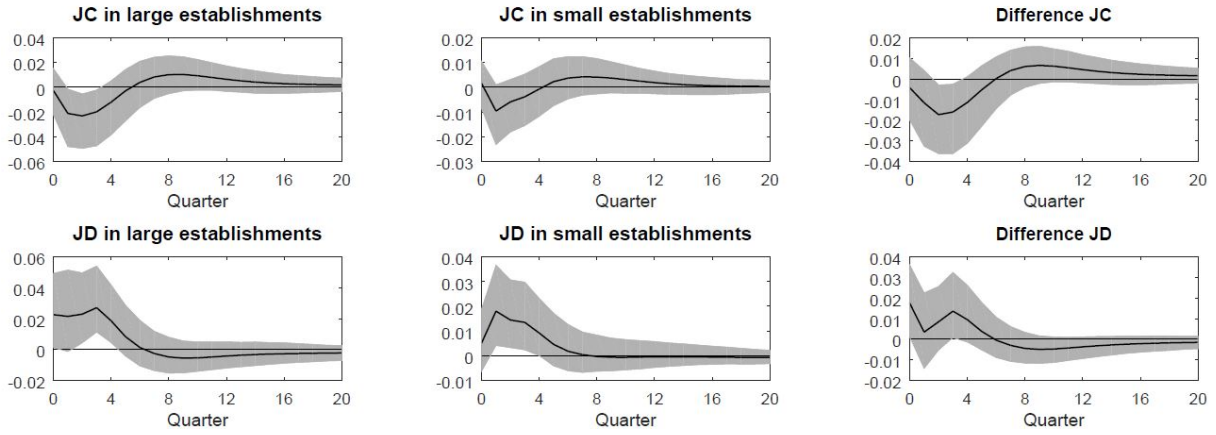 JC in large establishments
0.04
0.02
0
-0.02
-0.04
-0.06
0 4 8 12 16 20
Quarter
JC in small establishments
0.02
0.01
0
-0.01
-0.02
-0.03
0 4 8 12 16 20
Quarter
Difference JC
0.02
0.01
0
-0.01
-0.02
-0.03
-0.04
0 4 8 12 16 20
Quarter
JD in large establishments
0.06
0.04
0.02
0
-0.02
0 4 8 12 16 20
Quarter
JD in small establishments
0.04
0.03
0.02
0.01
0
-0.01
0 4 8 12 16 20
Quarter
Difference JD
0.04
0.03
0.02
0.01
0
-0.01
-0.02
0 4 8 12 16 20
Quarter